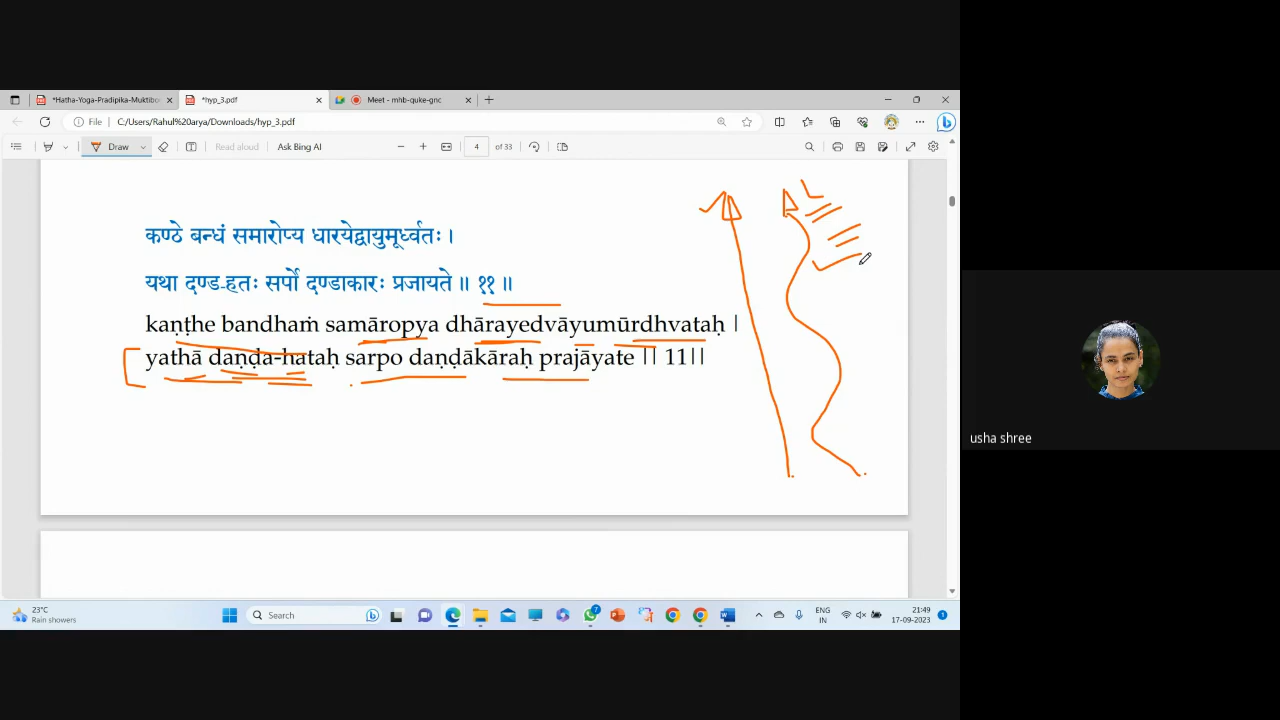 *Hatha-Yoga-Pradipika-Muktibo
*hyp_3.pdf
Meet - mhb-quke-gnc
File
C:/Users/Rahul%20arya/Downloads/hyp_3.pdf
Draw
Read aloud
Ask Bing AI
4
of 33
कण्ठे बन्धं समारोप्य धारयेद्वायुमूर्ध्वतः ।
यथा दण्ड-हतः सर्पो दण्डाकारः प्रजायते ॥ ११ ॥
kaṇṭhe bandhaṁ samāropya dhārayedvāyumūrdhvataḥ |
yathā daṇḍa-hataḥ sarpo daṇḍākāraḥ prajāyate || 11||
usha shree
23°C
Rain showers
Search
7
ENG
IN
21:49
17-09-2023
1